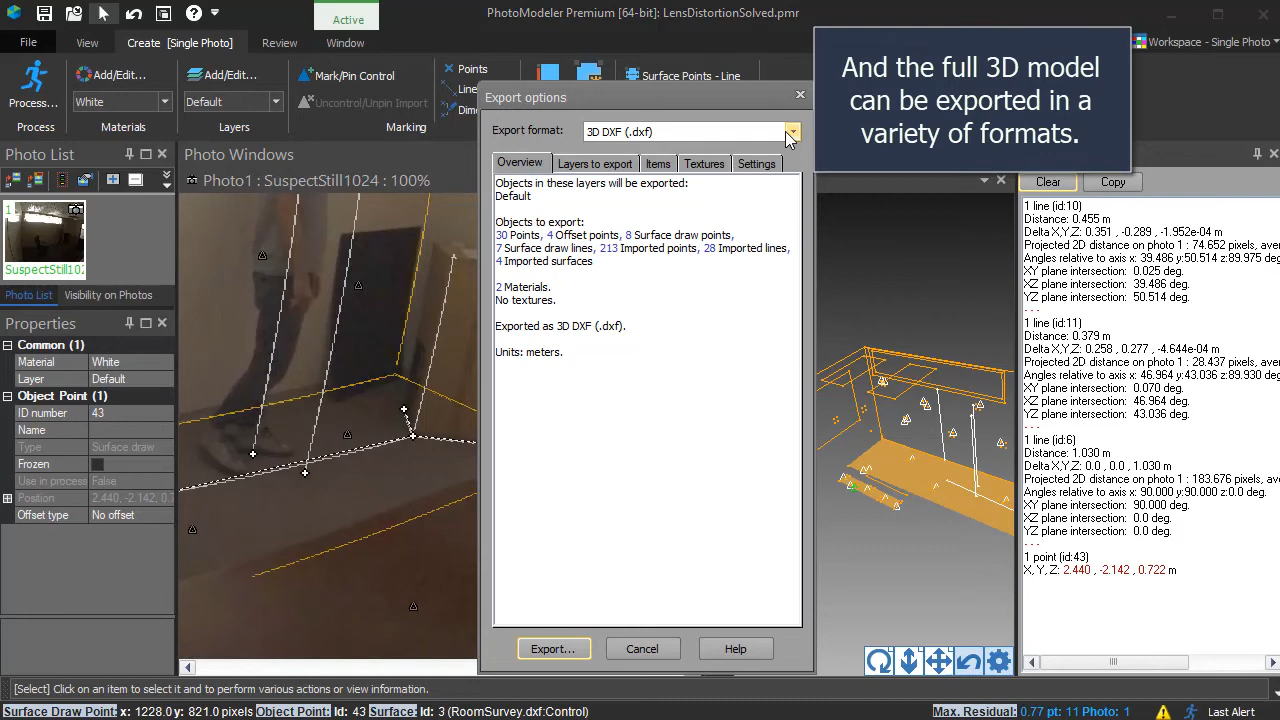 PhotoModeler Premium [64-bit]: LensDistortionSolved.pmr
Active
File
View
Create [Single Photo]
Review
Window
Workspace - Single Photo
And the full 3D model
can be exported in a
variety of formats.
Process...
Process
Add/Edit...
White
Materials
Add/Edit...
Default
Layers
Mark/Pin Control
Uncontrol/Unpin Import
Marking
Points
Surface Points - Line
Photo List
1
SuspectStill102
Photo List
Visibility on Photos
Properties
Common (1)
Material White
Layer Default
Object Point (1)
ID number 43
Name
Type Surface draw
Frozen
Use in process False
Position 2.440, -2.142, 0.7
Offset type No offset
Photo Windows
Photo1 : SuspectStill1024 : 100%
Export options
Export format: 3D DXF (.dxf)
Overview
Layers to export
Items
Textures
Settings
Objects in these layers will be exported:
Default
Objects to export:
30 Points, 4 Offset points, 8 Surface draw points,
7 Surface draw lines, 213 Imported points, 28 Imported lines,
4 Imported surfaces
2 Materials.
No textures.
Exported as 3D DXF (.dxf).
Units: meters.
Export...
Cancel
Help
Clear
Copy
1 line (id:10)
Distance: 0.455 m
Delta X,Y,Z: 0.351 , -0.289 , -1.952e-04 m
Projected 2D distance on photo 1 : 74.652 pixels, a
Angles relative to axis x: 39.486 y:50.514 z:89.975
XY plane intersection: 0.025 deg.
XZ plane intersection: 39.486 deg.
YZ plane intersection: 50.514 deg.
---
1 line (id:11)
Distance: 0.379 m
Delta X,Y,Z: 0.258 , 0.277 , -4.644e-04 m
Projected 2D distance on photo 1 : 28.437 pixels, a
Angles relative to axis x: 46.964 y:43.036 z:89.930
XY plane intersection: 0.070 deg.
XZ plane intersection: 46.964 deg.
YZ plane intersection: 43.036 deg.
---
1 line (id:6)
Distance: 1.030 m
Delta X,Y,Z: 0.0 , 0.0 , 1.030 m
Projected 2D distance on photo 1 : 183.676 pixels,
Angles relative to axis x: 90.000 y:90.000 z:0.0 de
XY plane intersection: 90.000 deg.
XZ plane intersection: 0.0 deg.
YZ plane intersection: 0.0 deg.
---
1 point (id:43)
X, Y, Z: 2.440 , -2.142 , 0.722 m
[Select] Click on an item to select it and to perform various actions or view information.
Surface Draw Point: x: 1228.0 y: 821.0 pixels Object Point: Id: 43 Surface: Id: 3 (RoomSurvey.dxf:Control)
Max. Residual: 0.77 pt: 11 Photo: 1
Last Alert